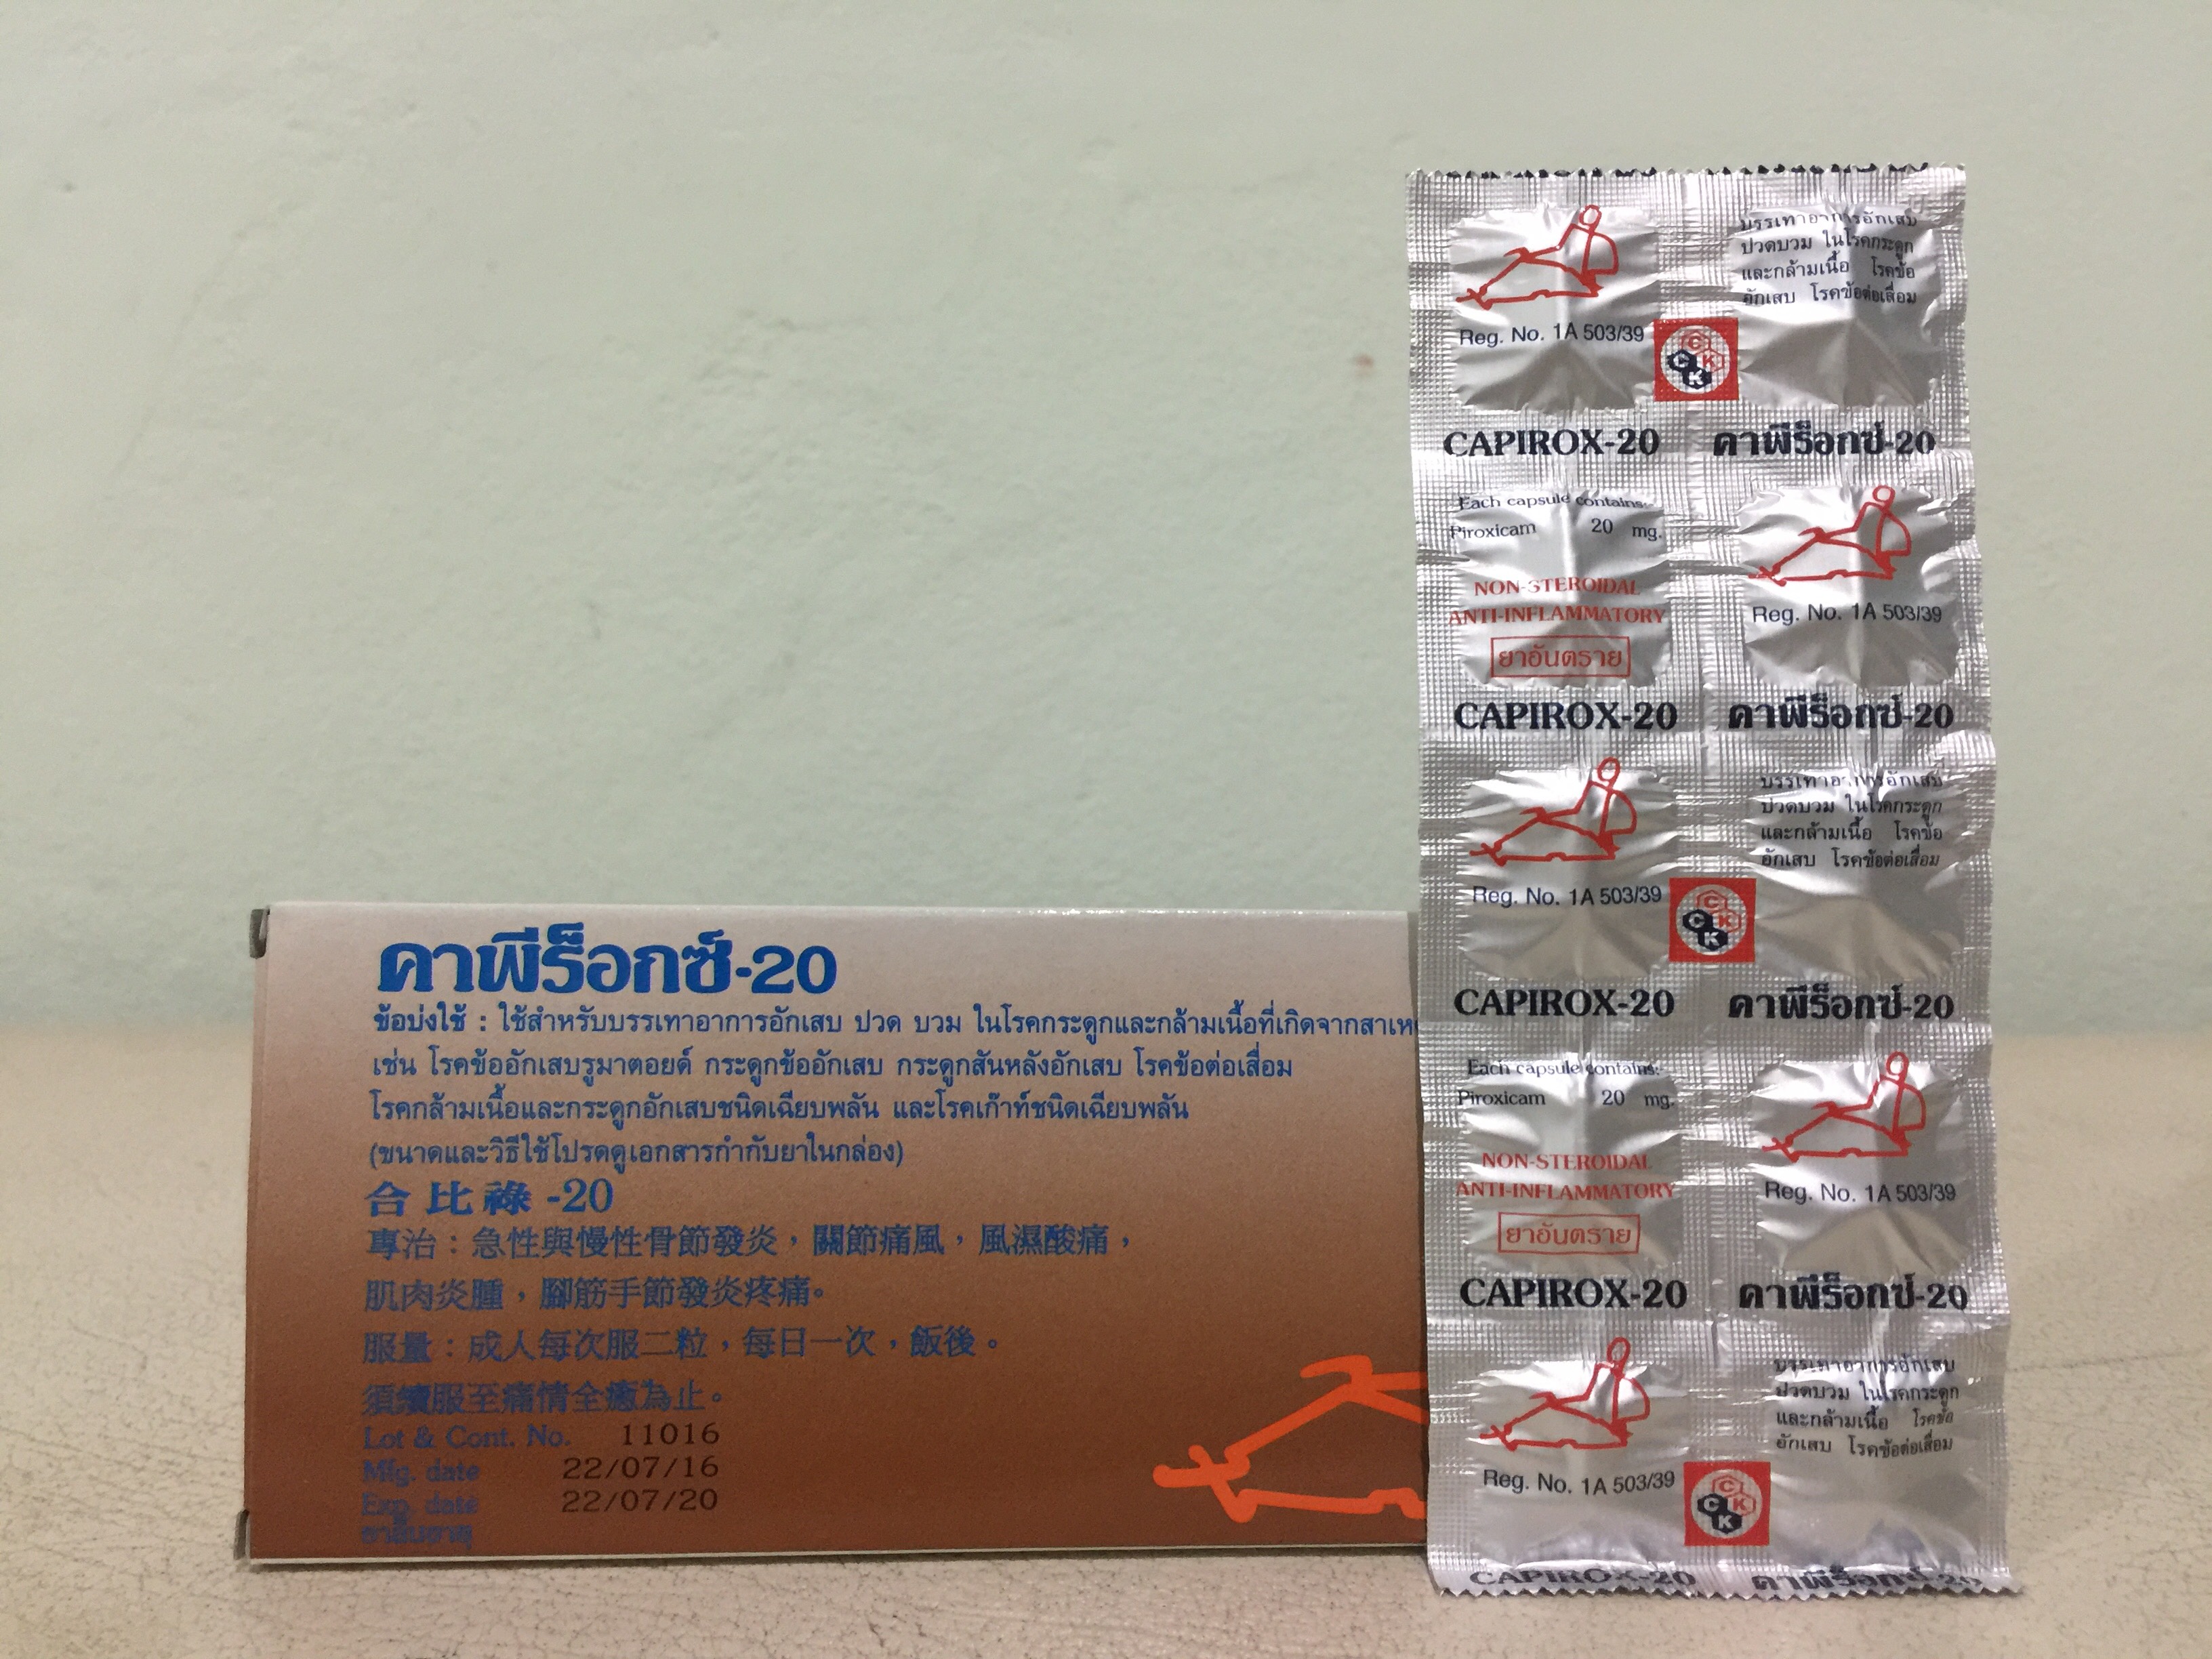 คาพีร็อกซ์-20
ข้อบ่งใช้ : ใช้สำหรับบรรเทาอาการอักเสบ ปวด บวม ในโรคกระดูกและกล้ามเนื้อที่เกิดจาก
เช่น โรคข้ออักเสบรูมาตอยด์ กระดูกข้ออักเสบ กระดูกสันหลังอักเสบ โรคข้อต่อเสื่อม
โรคกล้ามเนื้อและกระดูกอักเสบชนิดเฉียบพลัน และโรคเก๊าท์ชนิดเฉียบพลัน
(ขนาดและวิธีใช้โปรดดูเอกสารกำกับยาในกล่อง)
合比祿-20
專治：急性與慢性骨節發炎，關節痛風，風濕酸痛，
肌肉炎腫，腳筋手節發炎疼痛。
服量：成人每次服二粒，每日一次，飯後。
須續服至痛情全癒為止。
Lot & Cont. No. 11016
Mfg. date 22/07/16
Exp. date 22/07/20
ยาสิ้นอายุ
บรรเทาอาการอักเสบ
ปวดบวม ในโรคกระดูก
และกล้ามเนื้อ โรคข้อ
อักเสบ โรคข้อต่อเสื่อม
Reg. No. 1A 503/39
C C K K
CAPIROX-20 คาพีร็อกซ์-20
Each capsule contains:
Piroxicam 20 mg.
NON-STEROIDAL
ANTI-INFLAMMATORY
ยาอันตราย
Reg. No. 1A 503/39
CAPIROX-20 คาพีร็อกซ์-20
บรรเทาอาการอักเสบ
ปวดบวม ในโรคกระดูก
และกล้ามเนื้อ โรคข้อ
อักเสบ โรคข้อต่อเสื่อม
Reg. No. 1A 503/39
C C K K
CAPIROX-20 คาพีร็อกซ์-20
Each capsule contains:
Piroxicam 20 mg.
NON-STEROIDAL
ANTI-INFLAMMATORY
ยาอันตราย
Reg. No. 1A 503/39
CAPIROX-20 คาพีร็อกซ์-20
บรรเทาอาการอักเสบ
ปวดบวม ในโรคกระดูก
และกล้ามเนื้อ โรคข้อ
อักเสบ โรคข้อต่อเสื่อม
Reg. No. 1A 503/39
C C K K
CAPIROX-20 คาพีร็อกซ์-20